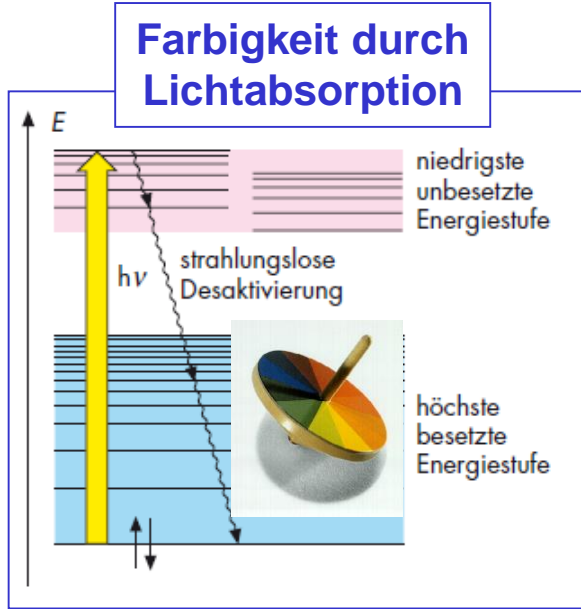 Farbigkeit durch
Lichtabsorption
E
niedrigste
unbesetzte
Energiestufe
strahlungslose
Desaktivierung
hν
höchste
besetzte
Energiestufe